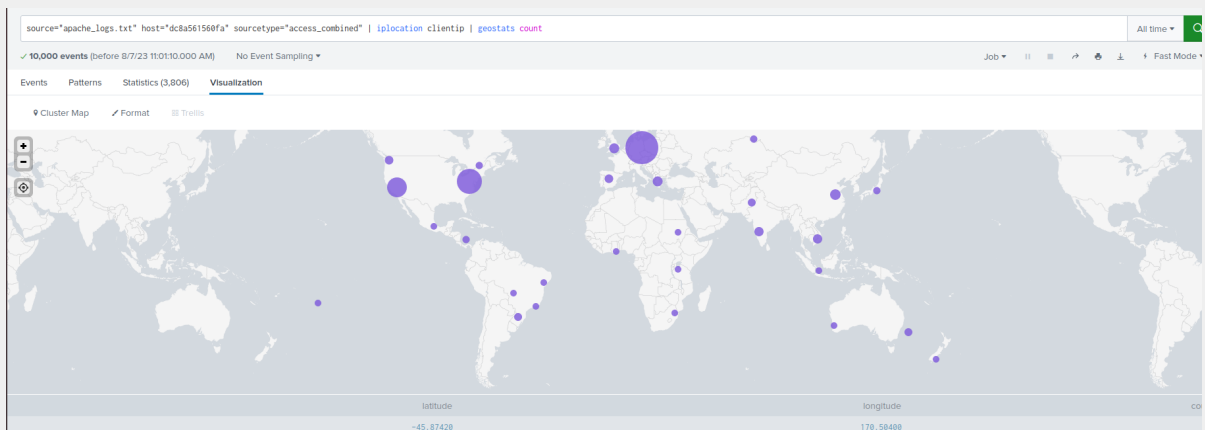 source="apache_logs.txt" host="dc8a561560fa" sourcetype="access_combined" | iplocation clientip | geostats count All time
10,000 events (before 8/7/23 11:01:10.000 AM) No Event Sampling Job Fast Mode
Events Patterns Statistics (3,806) Visualization
Cluster Map Format Trellis
latitude longitude co
-45.87420 170.50400